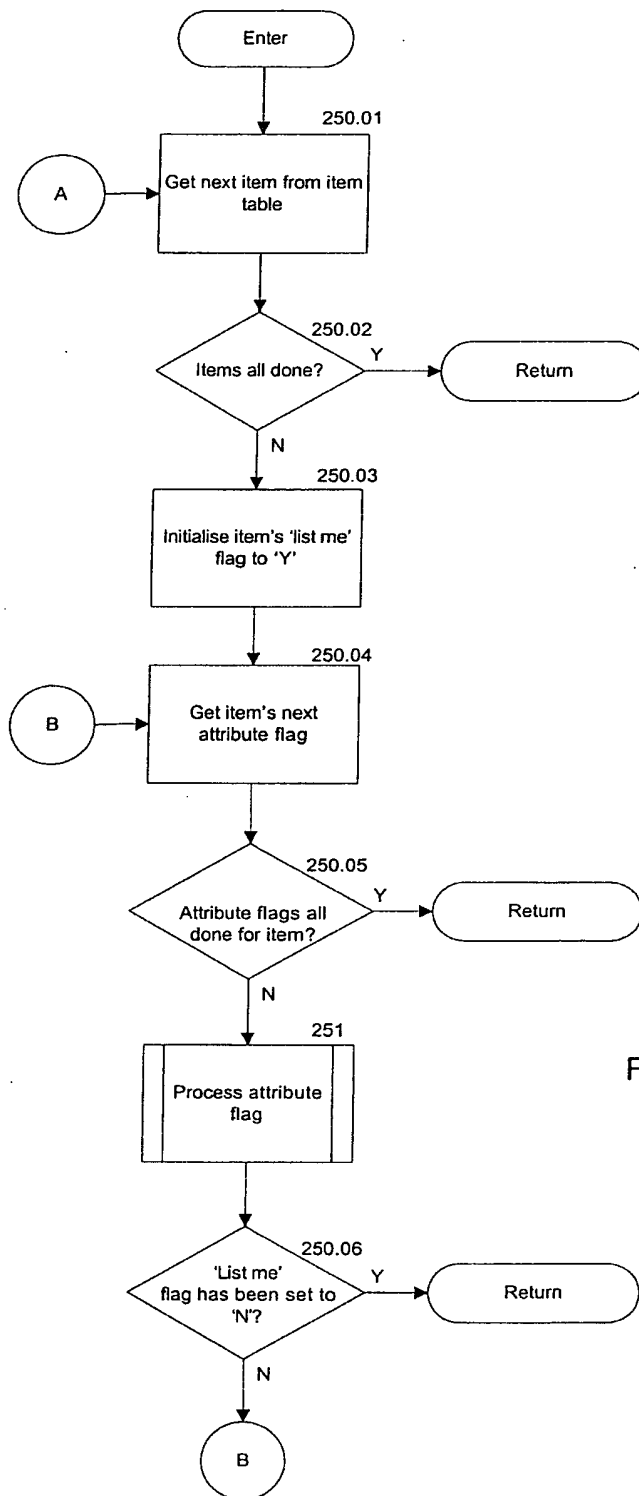 Enter
250.01
Get next item from item
table
A
250.02
Items all done?
Y
Return
N
250.03
Initialise item's 'list me'
flag to 'Y'
250.04
Get item's next
attribute flag
B
250.05
Attribute flags all
done for item?
Y
Return
N
251
Process attribute
flag
F
250.06
'List me'
flag has been set to
'N'?
Y
Return
N
B